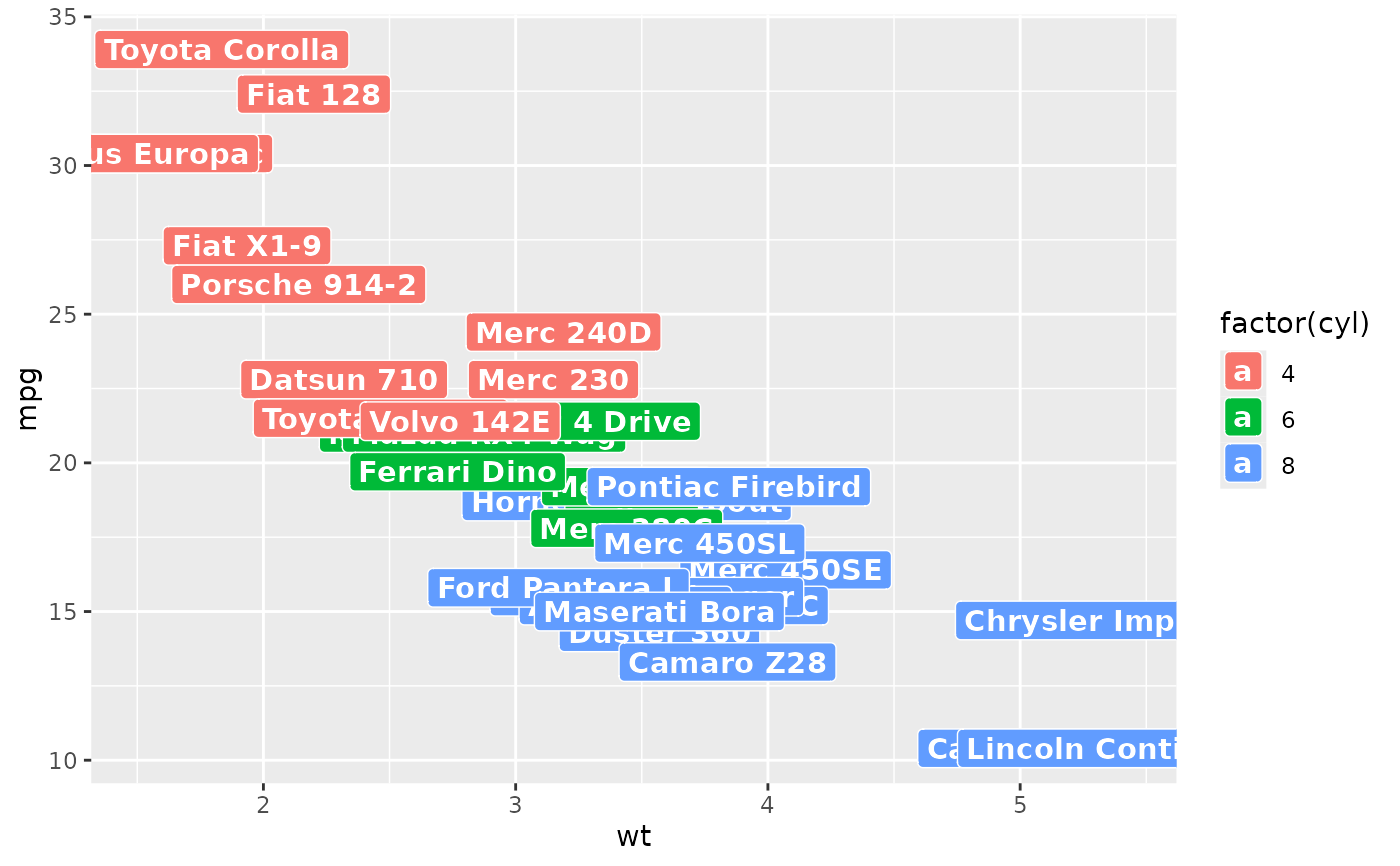 35
Toyota Corolla
Fiat 128
us Europa
30
Fiat X1-9
Porsche 914-2
25
Merc 240D
Datsun 710
Merc 230
Toyota
Volvo 142E
4 Drive
20
Ferrari Dino
Pontiac Firebird
Merc 450SL
Merc 450SE
Ford Pantera L
15
Maserati Bora
Duster 360
Chrysler Imp
Camaro Z28
10
Ca
Lincoln Conti
2
3
4
5
wt
mpg
factor(cyl)
a 4
a 6
a 8